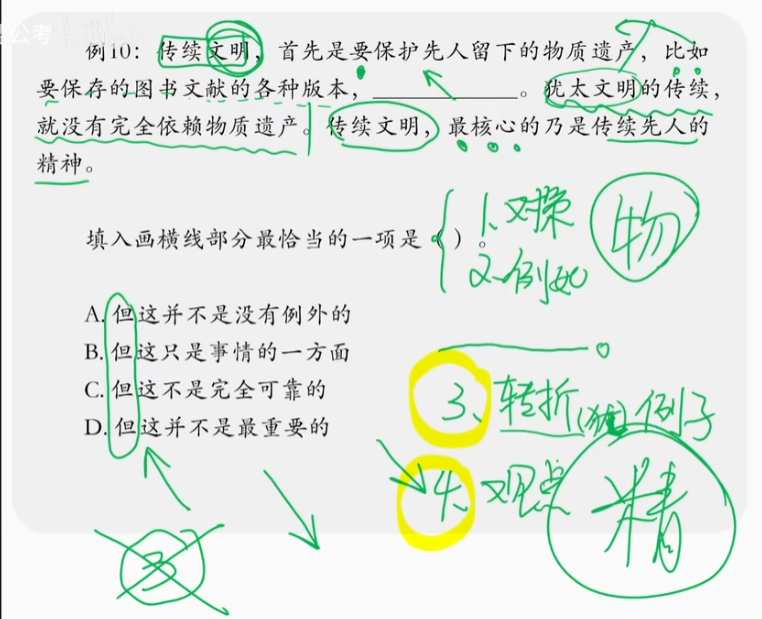 公考
例10：传续文明，首先是要保护先人留下的物质遗产，比如
要保存的图书文献的各种版本，__________。犹太文明的传续，
就没有完全依赖物质遗产。传续文明，最核心的乃是传续先人的
精神。
填入画横线部分最恰当的一项是（ ）。
1、对策
2、例如
物
A. 但这并不是没有例外的
B. 但这只是事情的一方面
C. 但这不是完全可靠的
D. 但这并不是最重要的
3、转折(犹)例子
4、观点
精
3